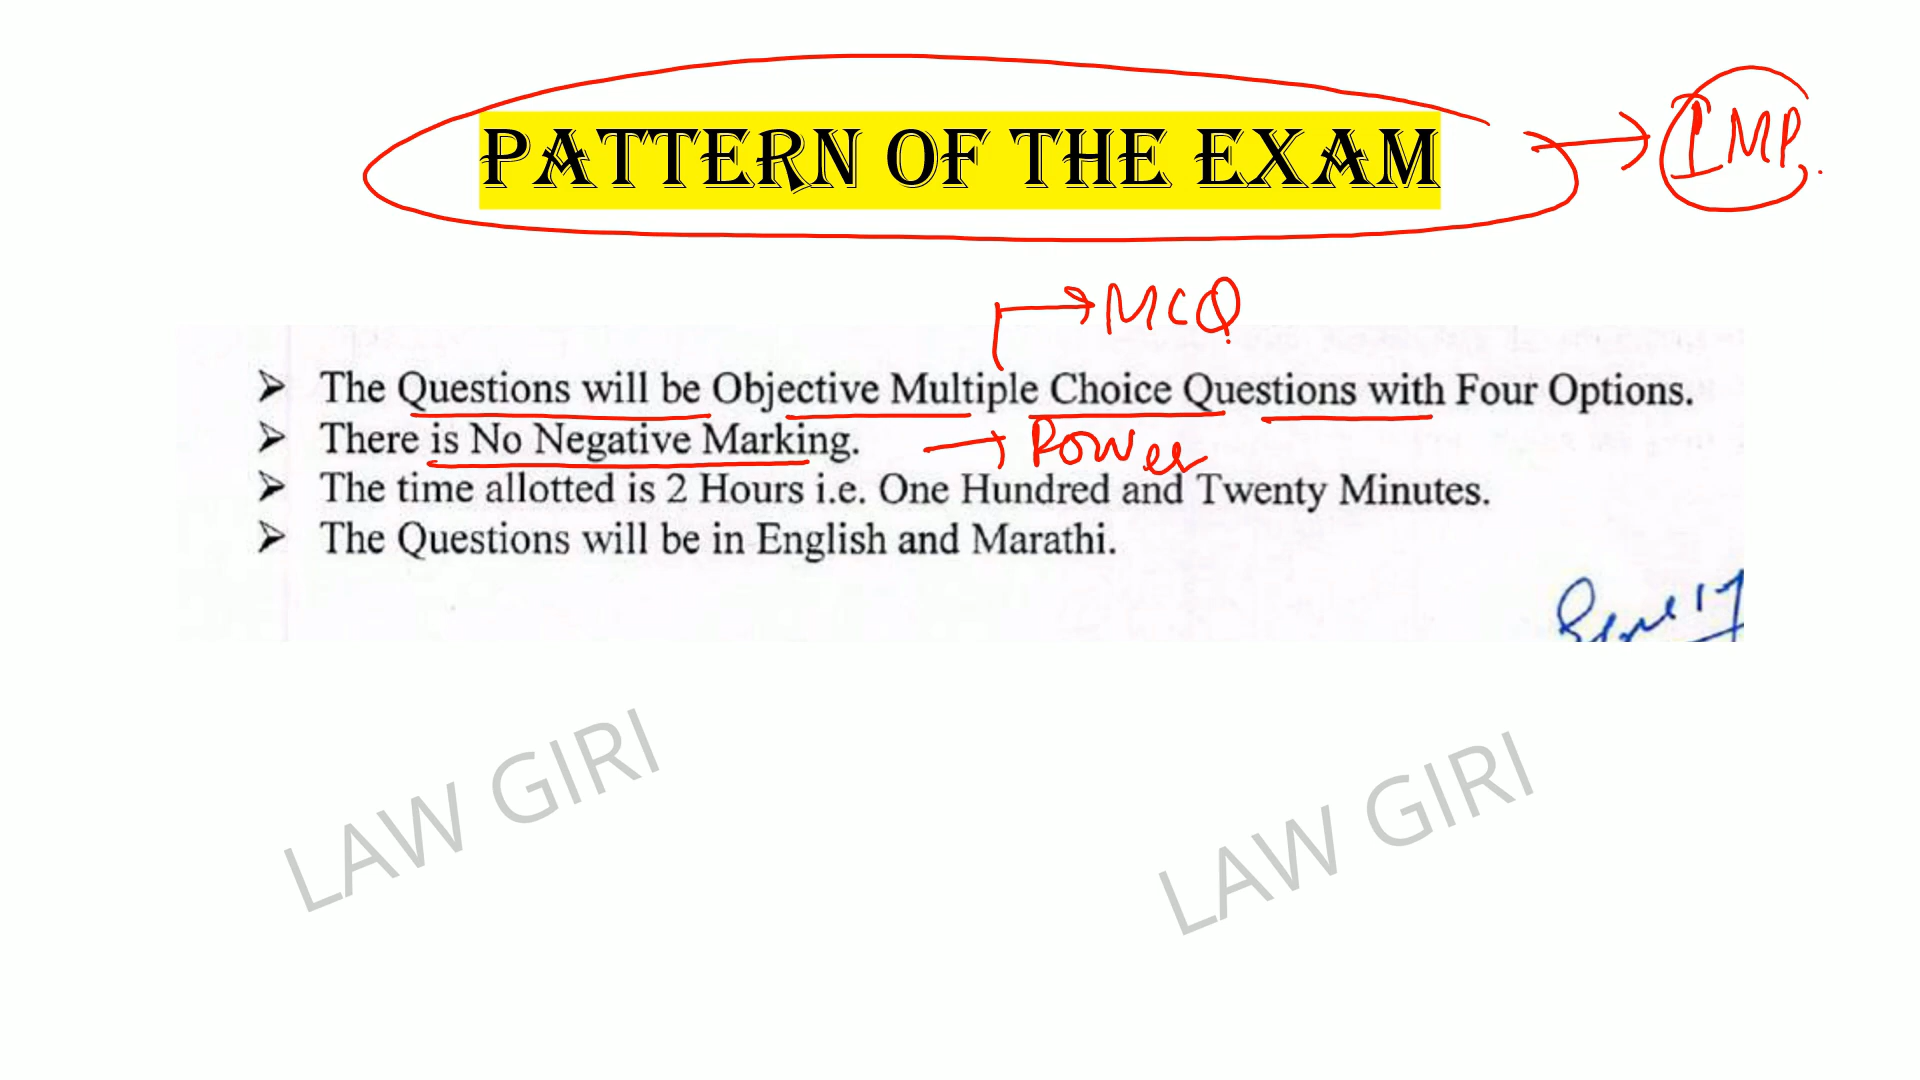 PATTERN OF THE EXAM
IMP.
MCQ
➢ The Questions will be Objective Multiple Choice Questions with Four Options.
➢ There is No Negative Marking.
Power
➢ The time allotted is 2 Hours i.e. One Hundred and Twenty Minutes.
➢ The Questions will be in English and Marathi.
LAW GIRI
LAW GIRI